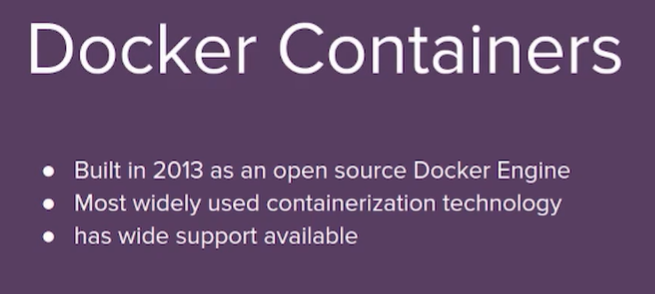 Docker Containers
● Built in 2013 as an open source Docker Engine
● Most widely used containerization technology
● has wide support available